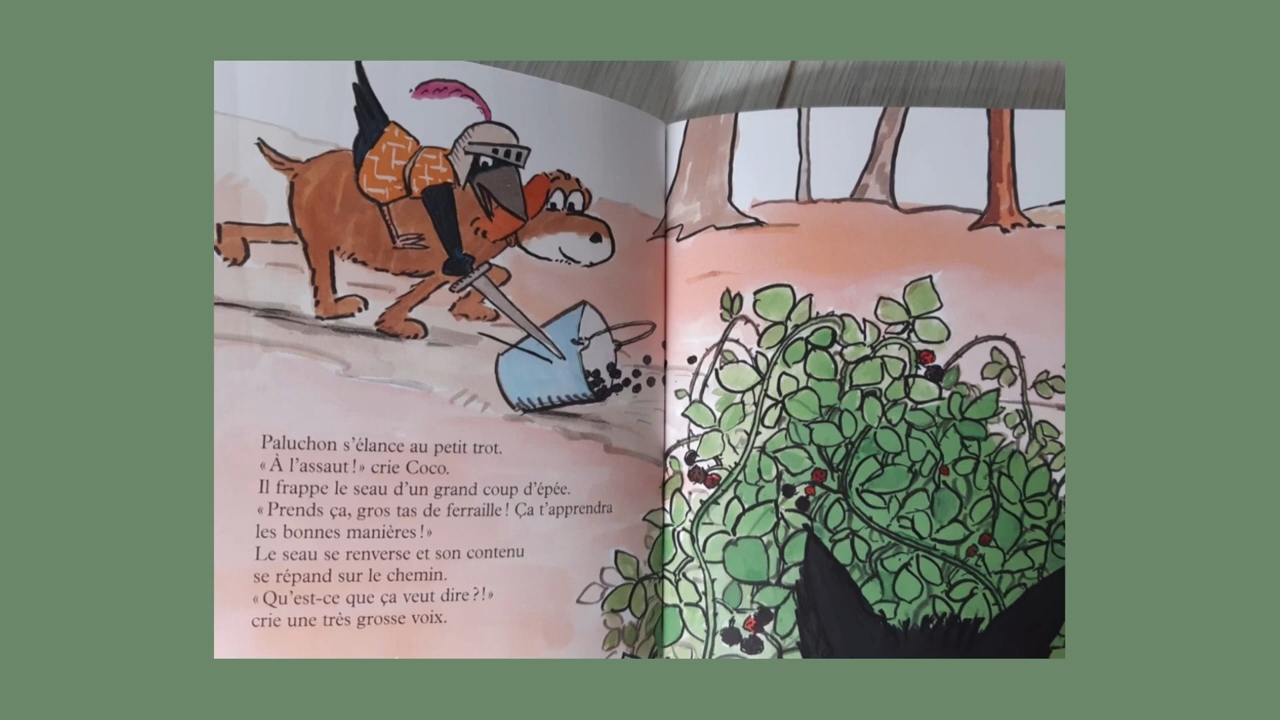 Paluchon s'élance au petit trot.
« À l'assaut ! » crie Coco.
Il frappe le seau d'un grand coup d'épée.
« Prends ça, gros tas de ferraille ! Ça t'apprendra
les bonnes manières ! »
Le seau se renverse et son contenu
se répand sur le chemin.
« Qu'est-ce que ça veut dire ?! »
crie une très grosse voix.